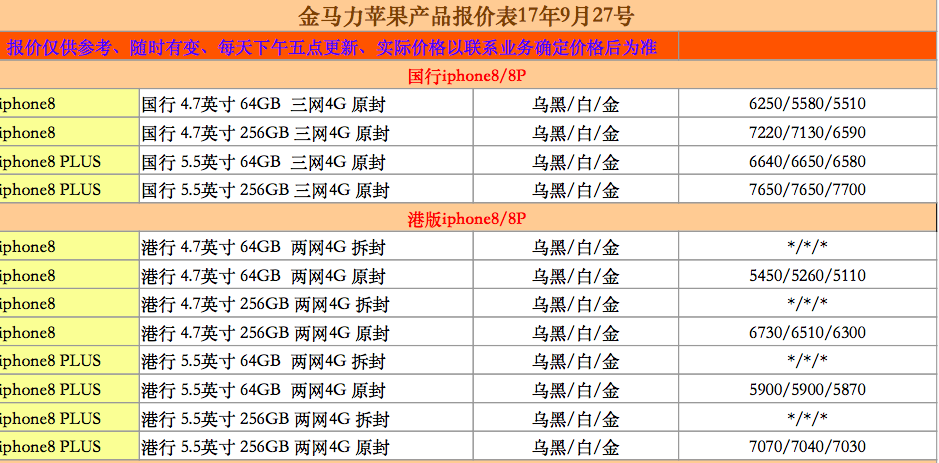 金马力苹果产品报价表17年9月27号
报价仅供参考、随时有变、每天下午五点更新、实际价格以联系业务确定价格后为准
国行iphone8/8P
iphone8 国行 4.7英寸 64GB 三网4G 原封 乌黑/白/金 6250/5580/5510
iphone8 国行 4.7英寸 256GB 三网4G 原封 乌黑/白/金 7220/7130/6590
iphone8 PLUS 国行 5.5英寸 64GB 三网4G 原封 乌黑/白/金 6640/6650/6580
iphone8 PLUS 国行 5.5英寸 256GB 三网4G 原封 乌黑/白/金 7650/7650/7700
港版iphone8/8P
iphone8 港行 4.7英寸 64GB 两网4G 拆封 乌黑/白/金 */*/*
iphone8 港行 4.7英寸 64GB 两网4G 原封 乌黑/白/金 5450/5260/5110
iphone8 港行 4.7英寸 256GB 两网4G 拆封 乌黑/白/金 */*/*
iphone8 港行 4.7英寸 256GB 两网4G 原封 乌黑/白/金 6730/6510/6300
iphone8 PLUS 港行 5.5英寸 64GB 两网4G 拆封 乌黑/白/金 */*/*
iphone8 PLUS 港行 5.5英寸 64GB 两网4G 原封 乌黑/白/金 5900/5900/5870
iphone8 PLUS 港行 5.5英寸 256GB 两网4G 拆封 乌黑/白/金 */*/*
iphone8 PLUS 港行 5.5英寸 256GB 两网4G 原封 乌黑/白/金 7070/7040/7030